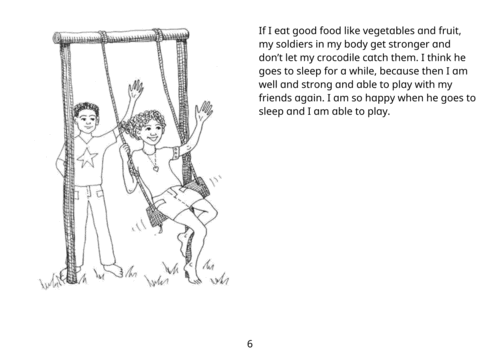 If I eat good food like vegetables and fruit,
my soldiers in my body get stronger and
don't let my crocodile catch them. I think he
goes to sleep for a while, because then I am
well and strong and able to play with my
friends again. I am so happy when he goes to
sleep and I am able to play.
6